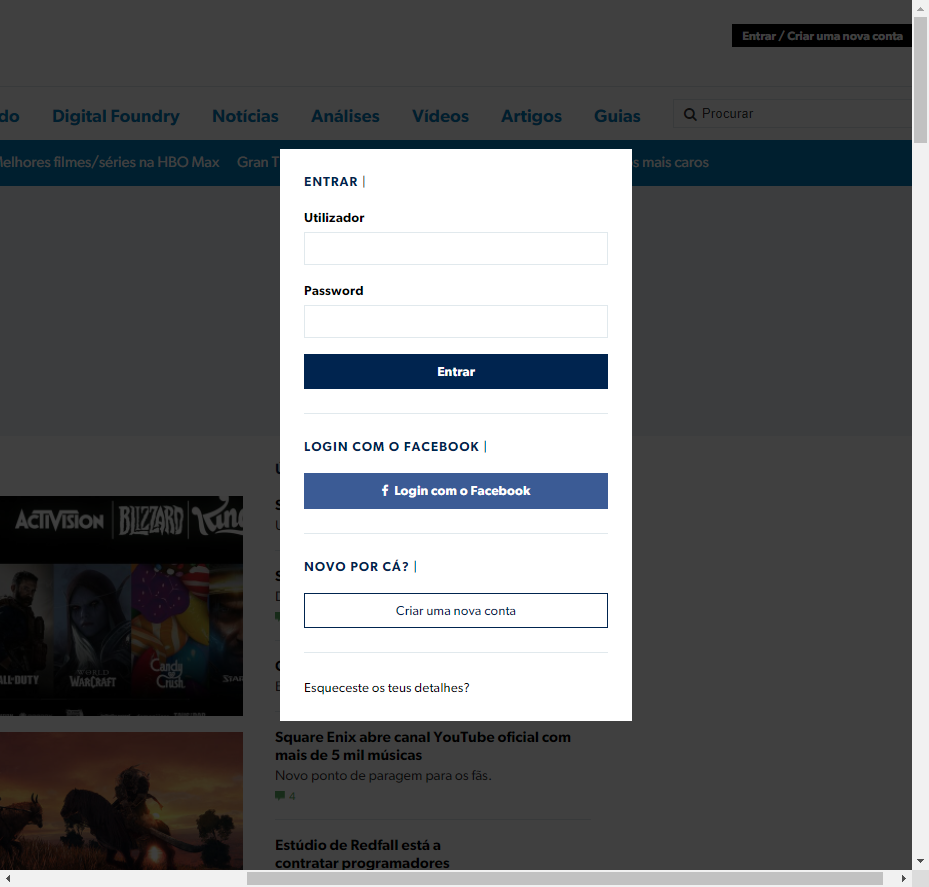 Entrar / Criar uma nova conta
do Digital Foundry Notícias Análises Vídeos Artigos Guias Procurar
Melhores filmes/séries na HBO Max Gran T s mais caros
ENTRAR |
Utilizador
Password
Entrar
LOGIN COM O FACEBOOK |
f Login com o Facebook
NOVO POR CÁ? |
Criar uma nova conta
Esqueceste os teus detalhes?
ACTIVISION BLIZZARD King
CALL OF DUTY
WORLD
WARCRAFT
Candy
Crush
STAR
Square Enix abre canal YouTube oficial com
mais de 5 mil músicas
Novo ponto de paragem para os fãs.
4
Estúdio de Redfall está a
contratar programadores